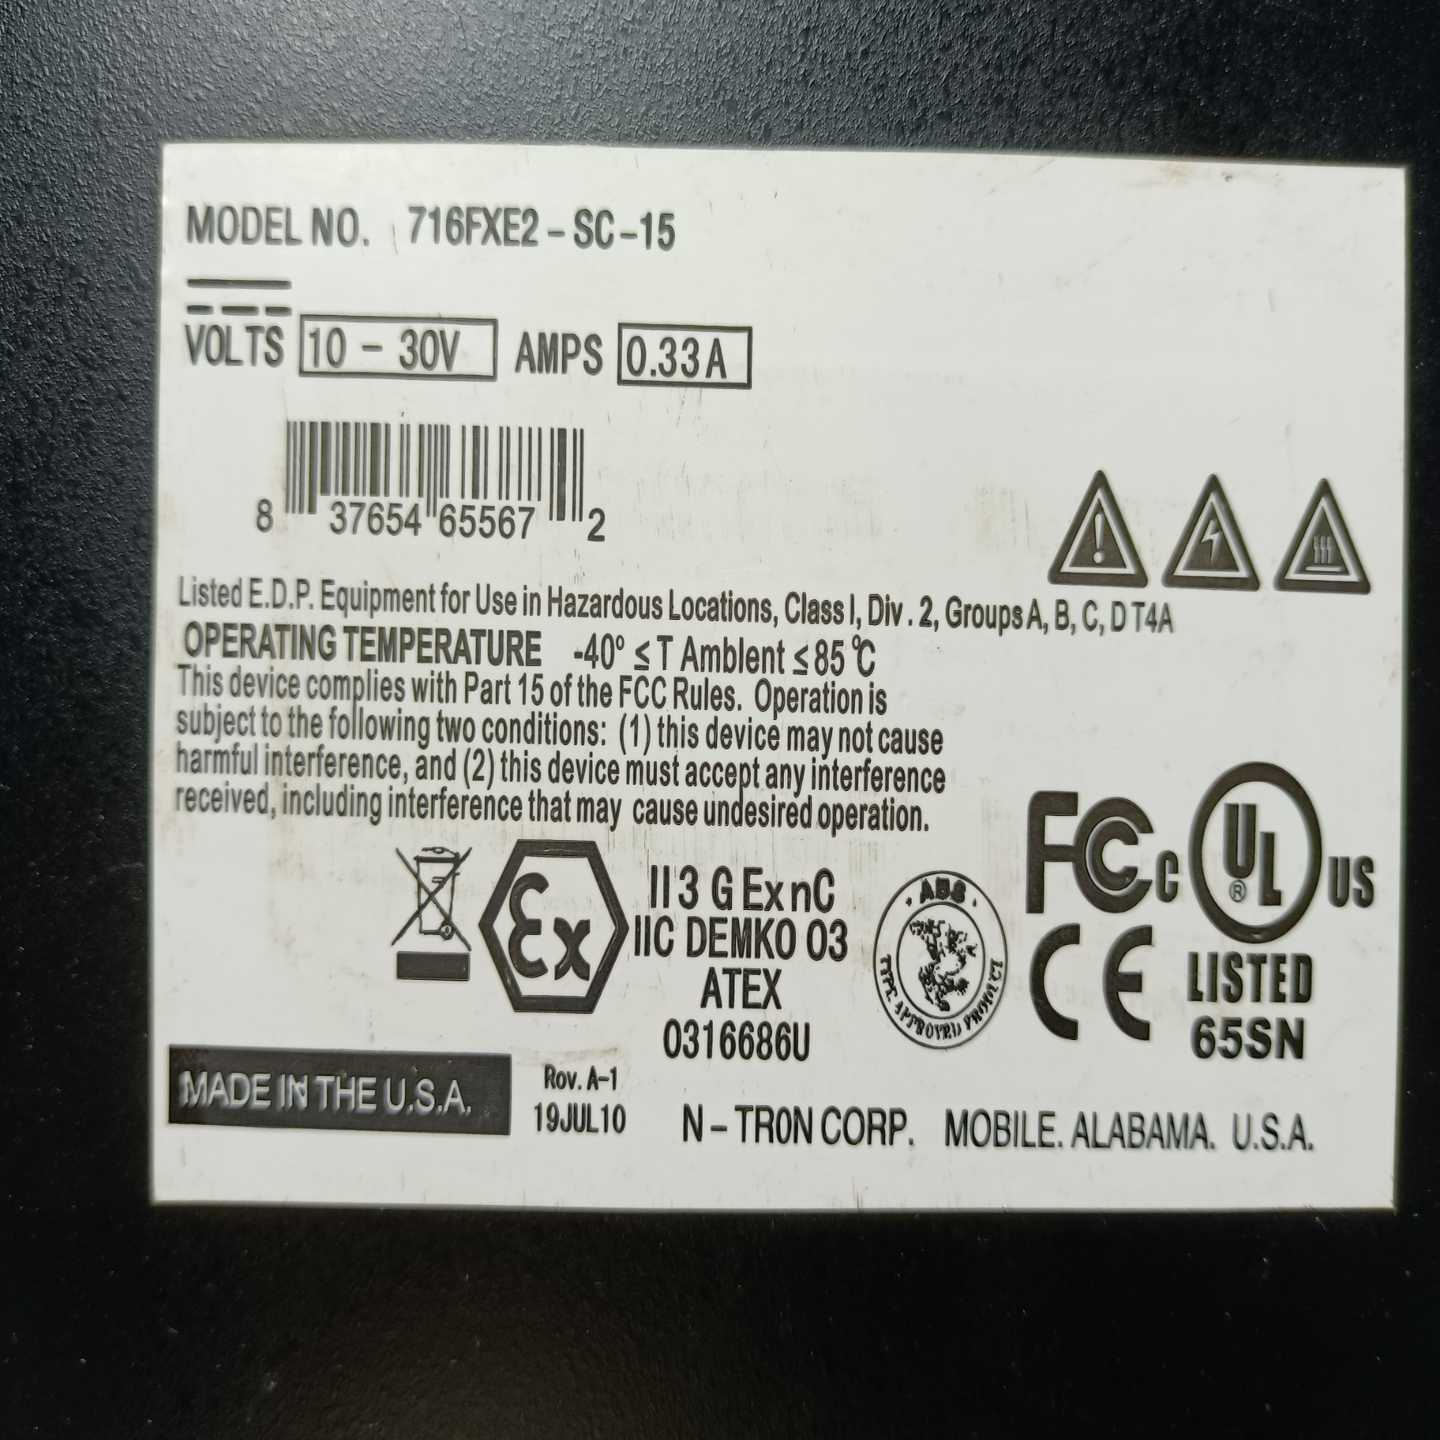 MODEL NO. 716FXE2-SC-15
VOLTS 10 - 30V AMPS 0.33A
8 37654 65567 2
Listed E.D.P. Equipment for Use in Hazardous Locations, Class I, Div . 2, Groups A, B, C, D T4A
OPERATING TEMPERATURE -40° ≤ T Amblent ≤ 85 ℃
This device complies with Part 15 of the FCC Rules. Operation is
subject to the following two conditions: (1) this device may not cause
harmful interference, and (2) this device must accept any interference
received, including interference that may cause undesired operation.
FC C UL ® US
Ex II 3 G Ex nC
IIC DEMKO 03
ATEX
0316686U
ABS
TYPE APPROVED PRODUCT
CE LISTED
65SN
MADE IN THE U.S.A.
Rov. A-1
19JUL10
N-TRON CORP. MOBILE. ALABAMA. U.S.A.